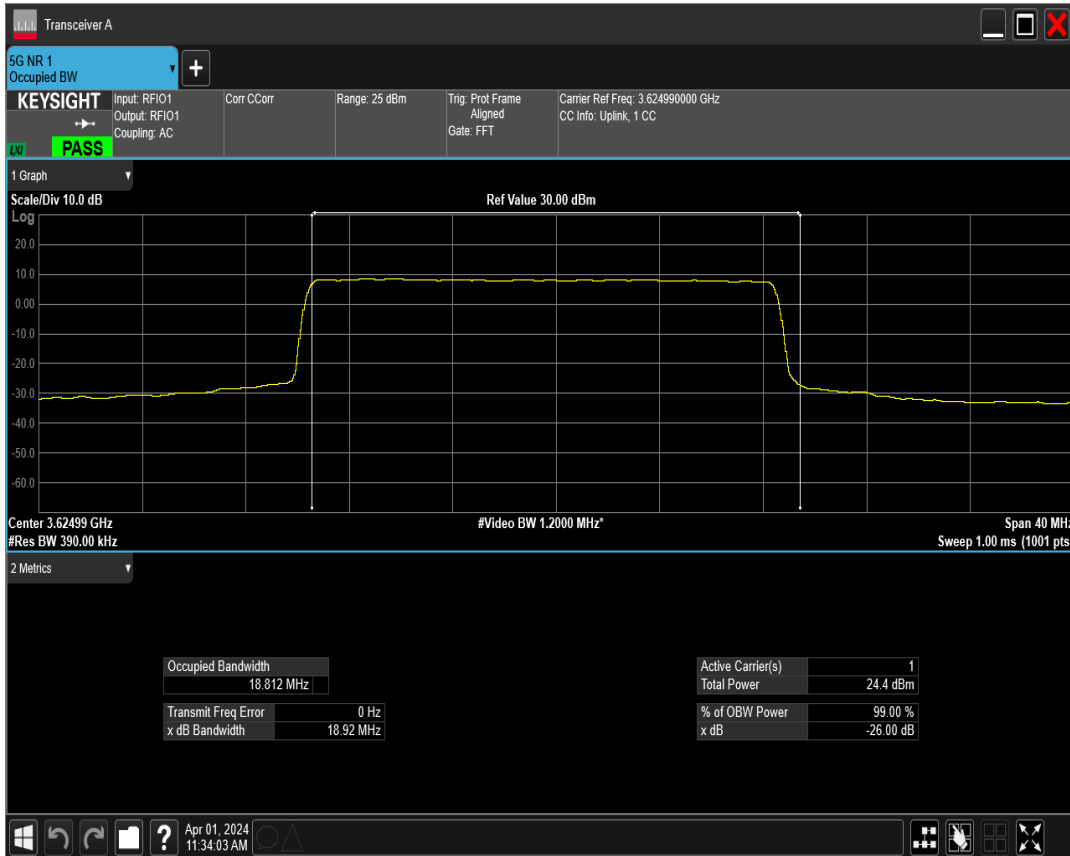 Transceiver A
5G NR 1
Occupied BW
KEYSIGHT
LXI
PASS
Input: RFIO1
Output: RFIO1
Coupling: AC
Corr CCorr
Range: 25 dBm
Trig: Prot Frame
Aligned
Gate: FFT
Carrier Ref Freq: 3.624990000 GHz
CC Info: Uplink, 1 CC
1 Graph
Scale/Div 10.0 dB
Ref Value 30.00 dBm
Log
20.0
10.0
0.00
-10.0
-20.0
-30.0
-40.0
-50.0
-60.0
Center 3.62499 GHz
#Video BW 1.2000 MHz*
Span 40 MHz
#Res BW 390.00 kHz
Sweep 1.00 ms (1001 pts
2 Metrics
Occupied Bandwidth
18.812 MHz
Transmit Freq Error 0 Hz
x dB Bandwidth 18.92 MHz
Active Carrier(s) 1
Total Power 24.4 dBm
% of OBW Power 99.00 %
x dB -26.00 dB
?
Apr 01, 2024
11:34:03 AM